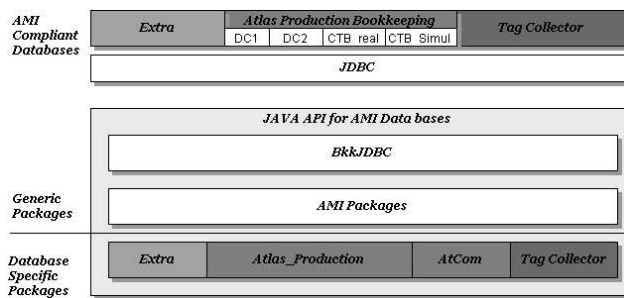 AMI
Compliant
Databases
Extra
Atlas Production Bookkeeping
DC1 DC2 CTB real CTB Simul
Tag Collector
JDBC
JAVA API for AMI Data bases
BkkJDBC
Generic
Packages
AMI Packages
Database
Specific
Packages
Extra Atlas_Production AtCom Tag Collector